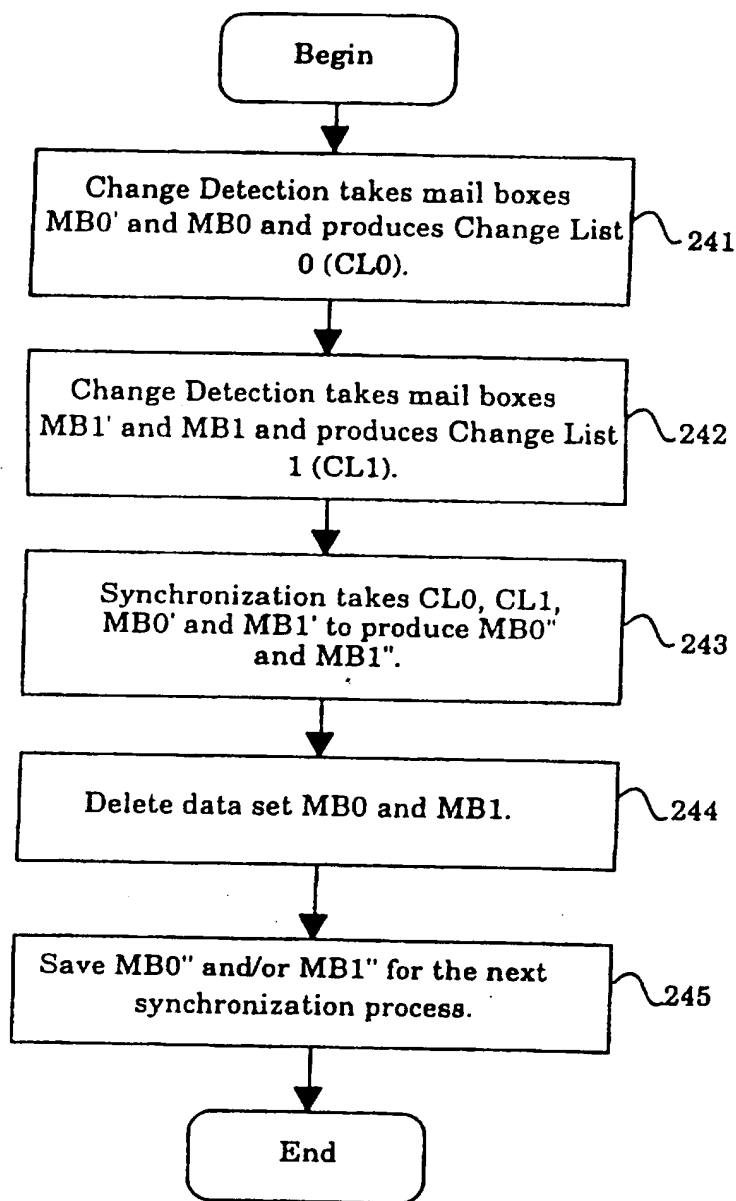 Begin
Change Detection takes mail boxes
MB0' and MB0 and produces Change List
0 (CL0).
241
Change Detection takes mail boxes
MB1' and MB1 and produces Change List
1 (CL1).
242
Synchronization takes CL0, CL1,
MB0' and MB1' to produce MB0"
and MB1".
243
Delete data set MB0 and MB1.
244
Save MB0" and/or MB1" for the next
synchronization process.
245
End